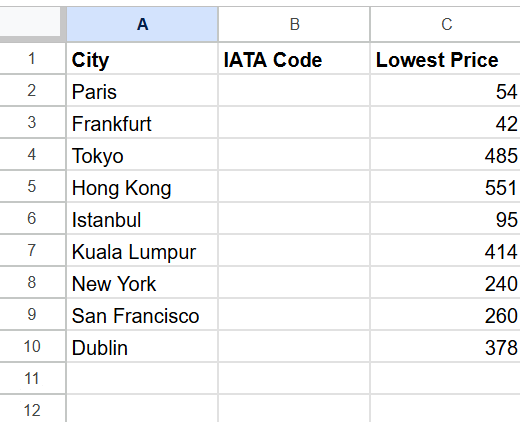 A B C
1 City IATA Code Lowest Price
2 Paris 54
3 Frankfurt 42
4 Tokyo 485
5 Hong Kong 551
6 Istanbul 95
7 Kuala Lumpur 414
8 New York 240
9 San Francisco 260
10 Dublin 378
11
12